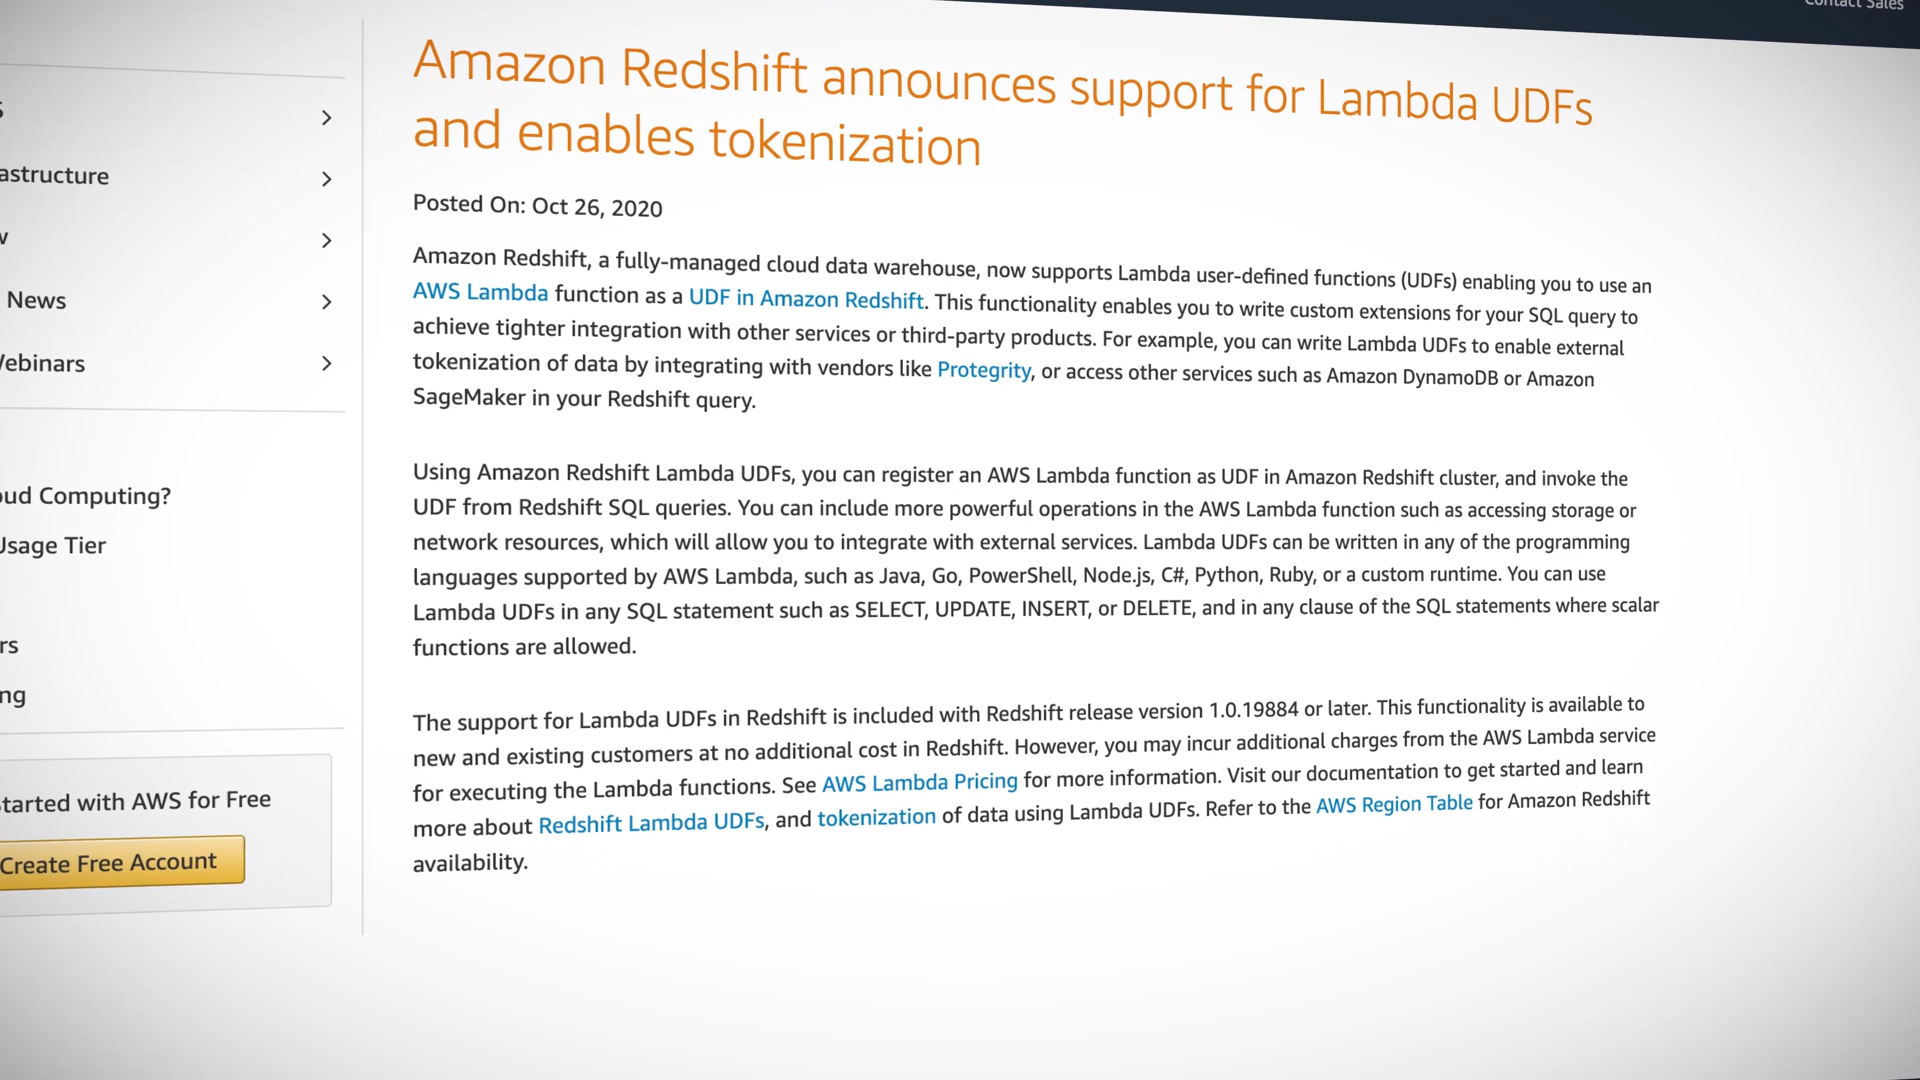 Contact Sales
Amazon Redshift announces support for Lambda UDFs
and enables tokenization
Posted On: Oct 26, 2020
Amazon Redshift, a fully-managed cloud data warehouse, now supports Lambda user-defined functions (UDFs) enabling you to use an
AWS Lambda function as a UDF in Amazon Redshift. This functionality enables you to write custom extensions for your SQL query to
achieve tighter integration with other services or third-party products. For example, you can write Lambda UDFs to enable external
tokenization of data by integrating with vendors like Protegrity, or access other services such as Amazon DynamoDB or Amazon
SageMaker in your Redshift query.
Using Amazon Redshift Lambda UDFs, you can register an AWS Lambda function as UDF in Amazon Redshift cluster, and invoke the
UDF from Redshift SQL queries. You can include more powerful operations in the AWS Lambda function such as accessing storage or
network resources, which will allow you to integrate with external services. Lambda UDFs can be written in any of the programming
languages supported by AWS Lambda, such as Java, Go, PowerShell, Node.js, C#, Python, Ruby, or a custom runtime. You can use
Lambda UDFs in any SQL statement such as SELECT, UPDATE, INSERT, or DELETE, and in any clause of the SQL statements where scalar
functions are allowed.
The support for Lambda UDFs in Redshift is included with Redshift release version 1.0.19884 or later. This functionality is available to
new and existing customers at no additional cost in Redshift. However, you may incur additional charges from the AWS Lambda service
for executing the Lambda functions. See AWS Lambda Pricing for more information. Visit our documentation to get started and learn
more about Redshift Lambda UDFs, and tokenization of data using Lambda UDFs. Refer to the AWS Region Table for Amazon Redshift
availability.
astructure
News
Webinars
oud Computing?
Usage Tier
rs
ng
tarted with AWS for Free
Create Free Account